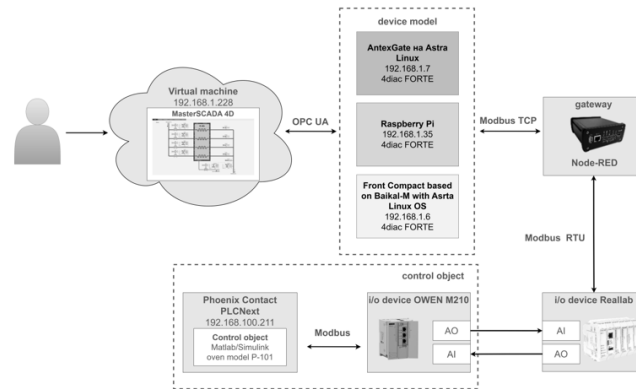 device model
AntexGate на Astra
Linux
192.168.1.7
4diac FORTE
Virtual machine
192.168.1.228
MasterSCADA 4D
OPC UA
Raspberry Pi
192.168.1.35
4diac FORTE
Modbus TCP
gateway
Node-RED
Front Compact based
on Baikal-M with Asrta
Linux OS
192.168.1.6
4diac FORTE
Modbus RTU
control object
Phoenix Contact
PLCNext
192.168.100.211
Control object
Matlab/Simulink
oven model P-101
Modbus
i/o device OWEN M210
AO
AI
i/o device Reallab
AI
AO